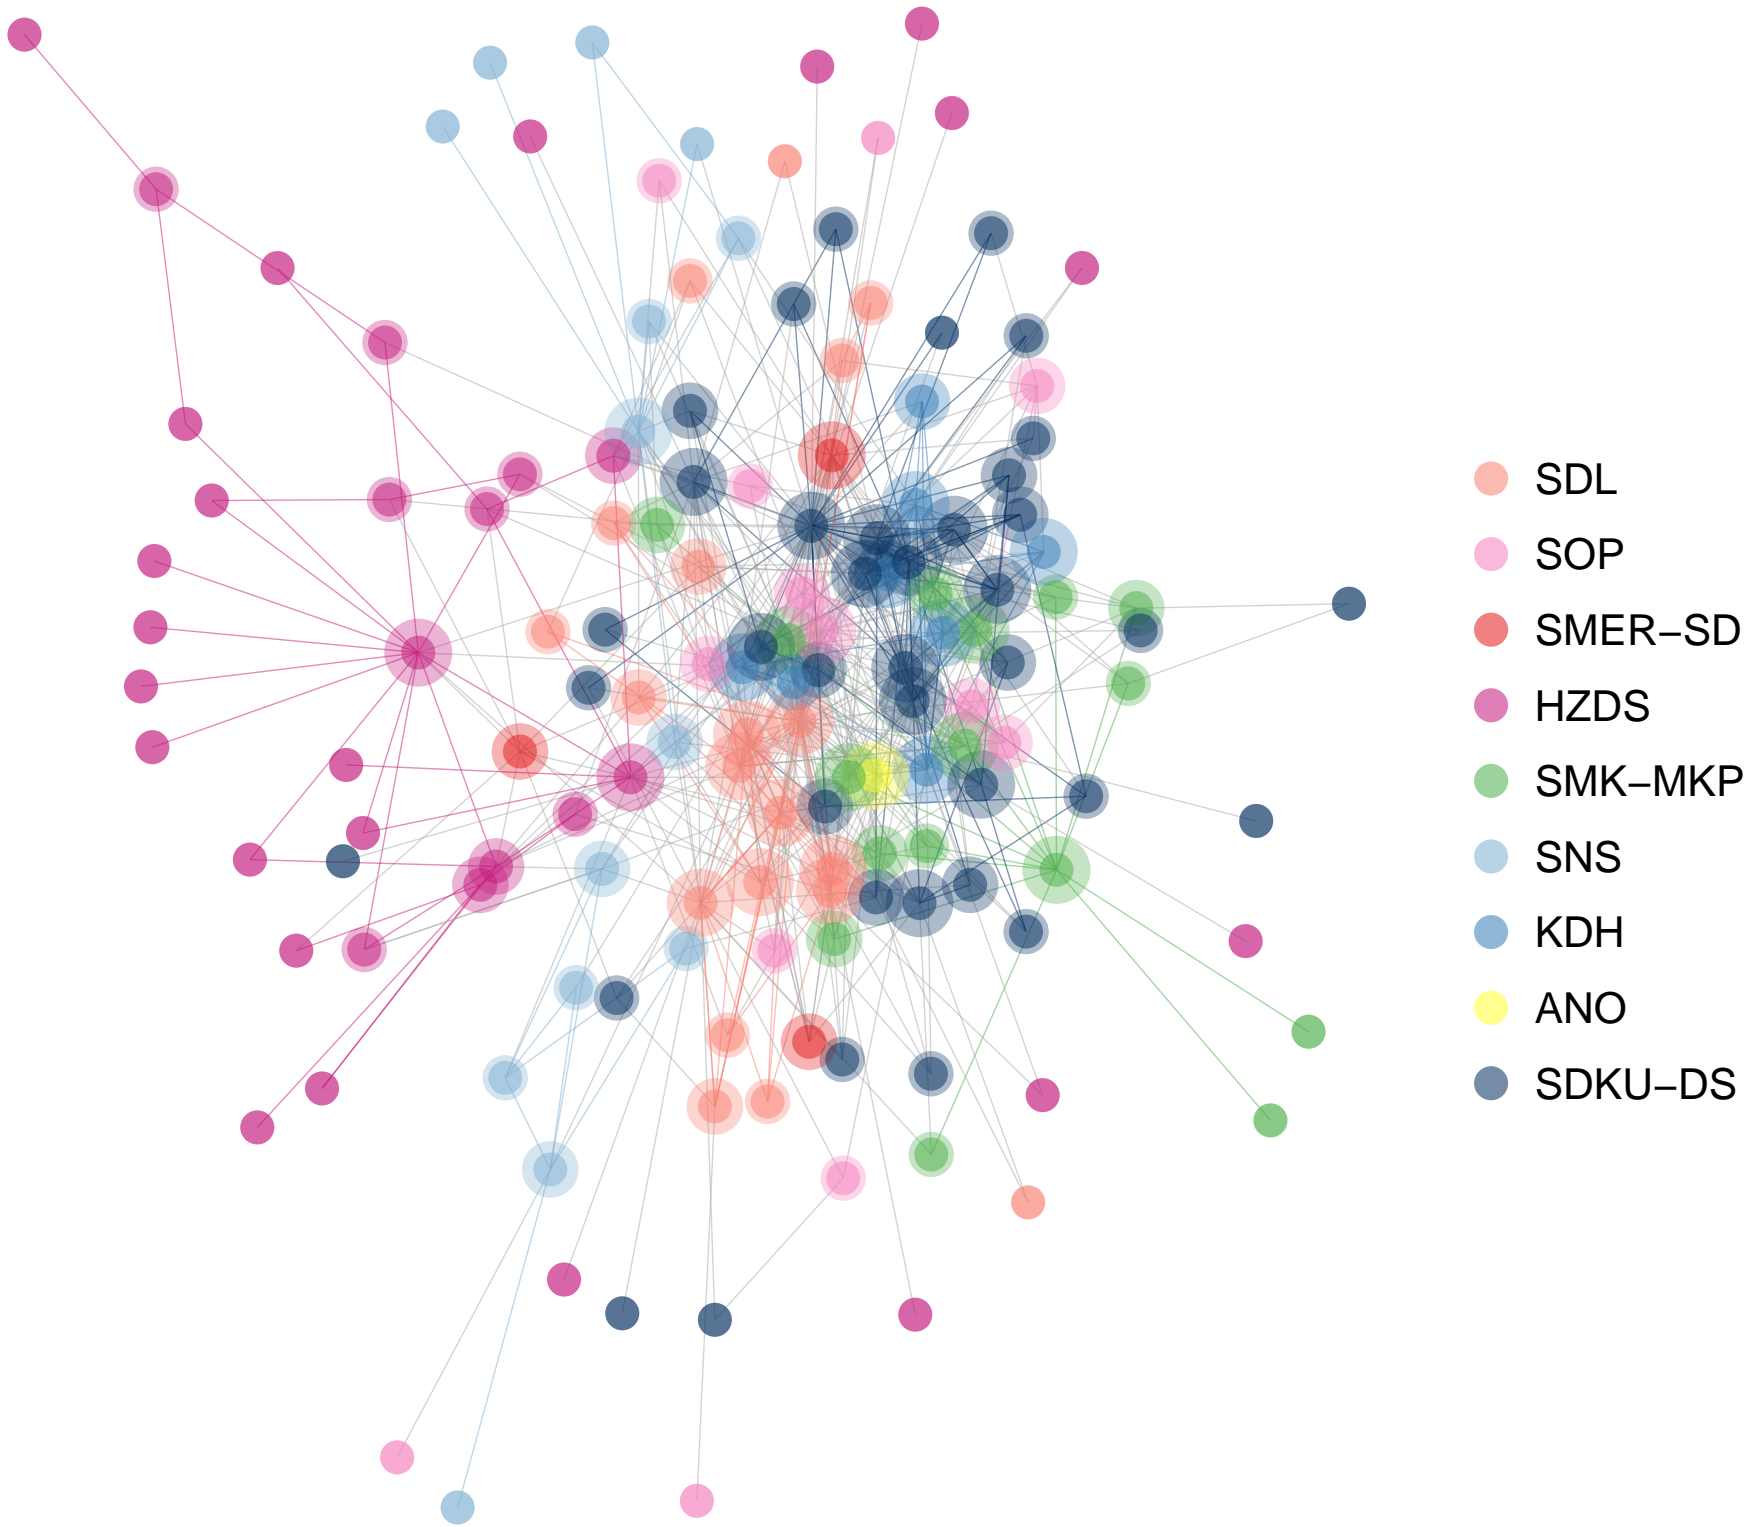 SDL
SOP
SMER–SD
HZDS
SMK–MKP
SNS
KDH
ANO
SDKU–DS